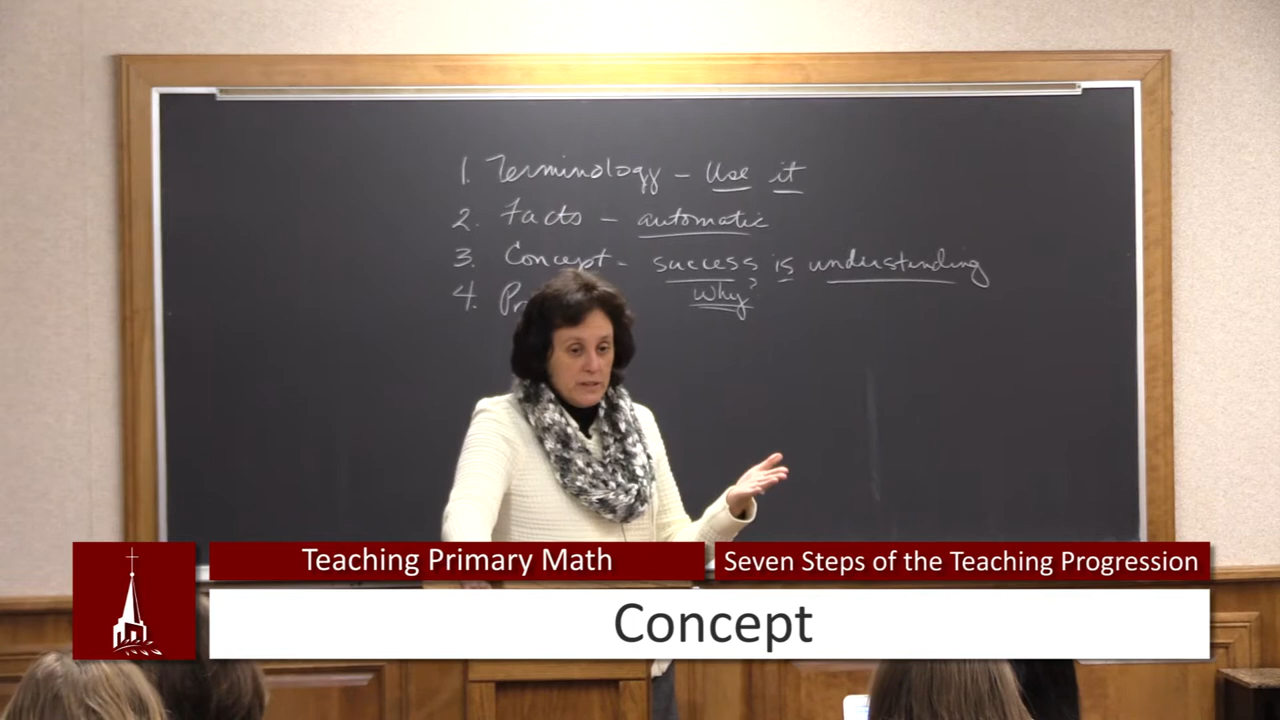 1. Terminology - Use it
2. Facts - automatic
3. Concept - success is understanding
4. Why?
Teaching Primary Math
Seven Steps of the Teaching Progression
Concept